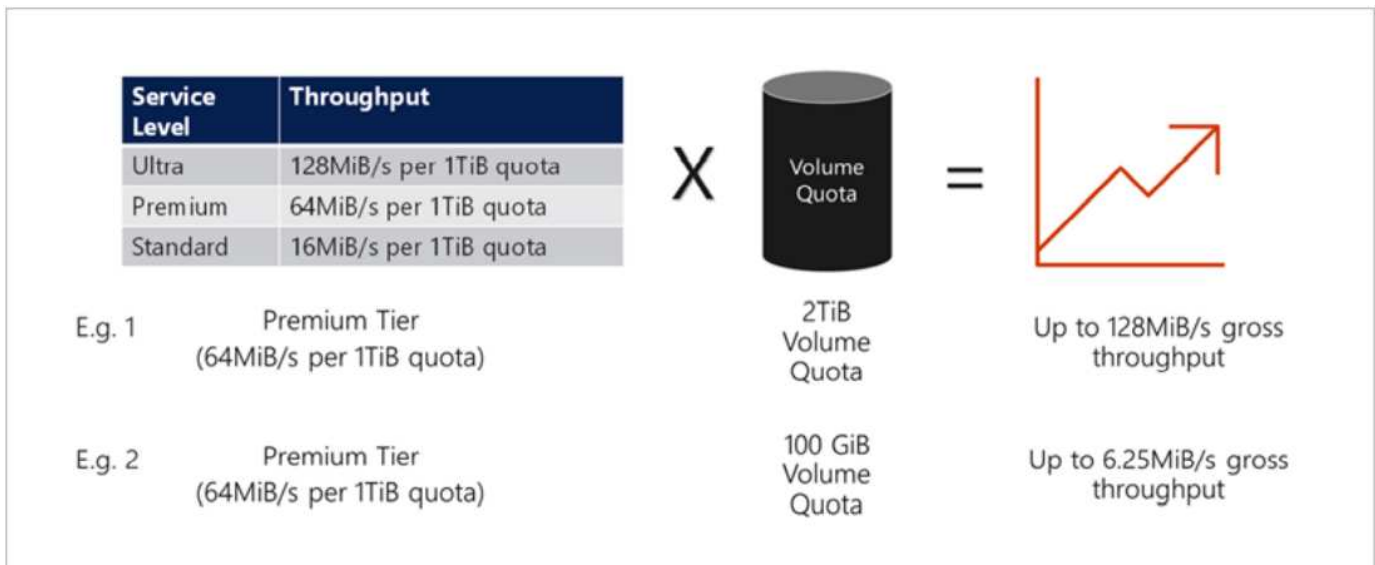 Service Level
Throughput
Ultra
128MiB/s per 1TiB quota
Premium
64MiB/s per 1TiB quota
Standard
16MiB/s per 1TiB quota
X
Volume
Quota
=
E.g. 1
Premium Tier
(64MiB/s per 1TiB quota)
2TiB
Volume
Quota
Up to 128MiB/s gross
throughput
E.g. 2
Premium Tier
(64MiB/s per 1TiB quota)
100 GiB
Volume
Quota
Up to 6.25MiB/s gross
throughput